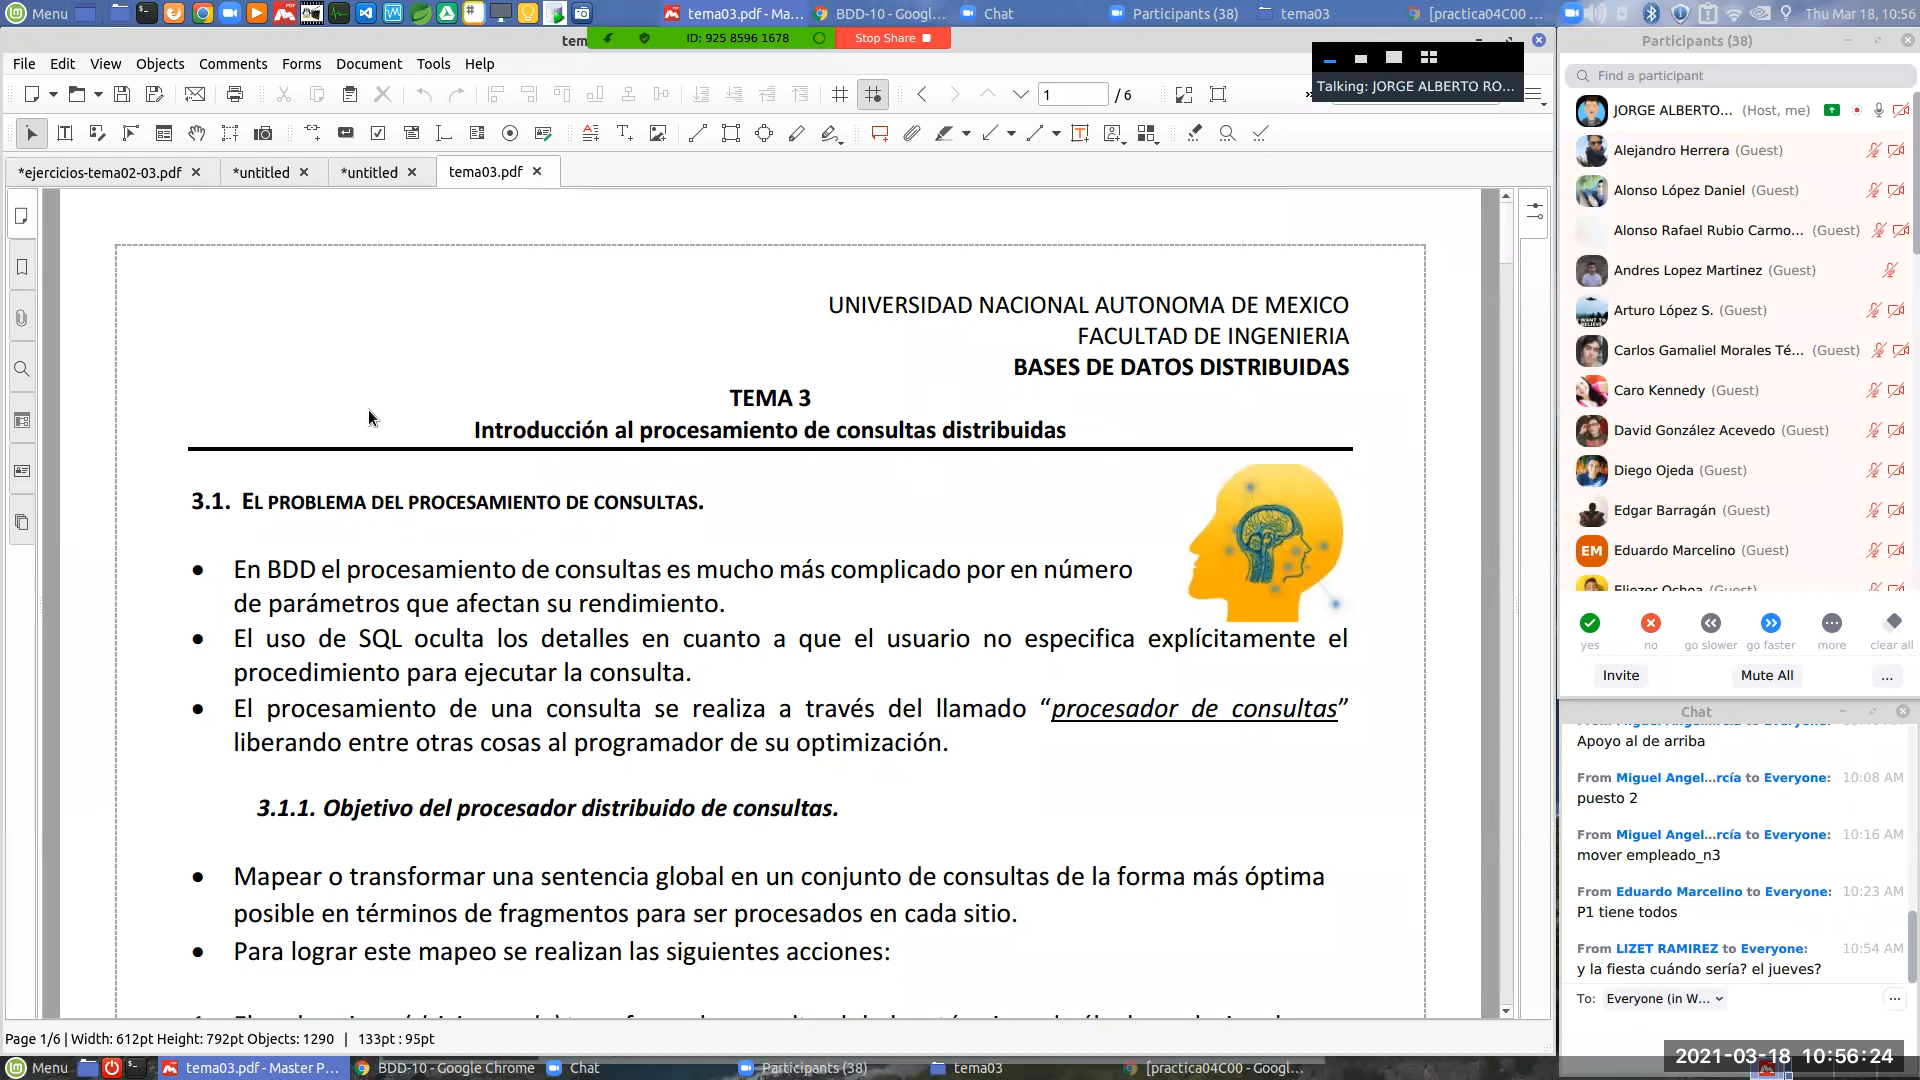 Menu
tema03.pdf - Ma...
BDD-10 - Googl...
Chat
Participants (38)
tema03
[practica04C00 ...
Thu Mar 18, 10:56
tem
ID: 925 8596 1678
Stop Share
Participants (38)
File Edit View Objects Comments Forms Document Tools Help
Talking: JORGE ALBERTO RO...
1 / 6
*ejercicios-tema02-03.pdf
*untitled
*untitled
tema03.pdf
UNIVERSIDAD NACIONAL AUTONOMA DE MEXICO
FACULTAD DE INGENIERIA
BASES DE DATOS DISTRIBUIDAS
TEMA 3
Introducción al procesamiento de consultas distribuidas
3.1. EL PROBLEMA DEL PROCESAMIENTO DE CONSULTAS.
• En BDD el procesamiento de consultas es mucho más complicado por en número
de parámetros que afectan su rendimiento.
• El uso de SQL oculta los detalles en cuanto a que el usuario no especifica explícitamente el
procedimiento para ejecutar la consulta.
• El procesamiento de una consulta se realiza a través del llamado “procesador de consultas”
liberando entre otras cosas al programador de su optimización.
3.1.1. Objetivo del procesador distribuido de consultas.
• Mapear o transformar una sentencia global en un conjunto de consultas de la forma más óptima
posible en términos de fragmentos para ser procesados en cada sitio.
• Para lograr este mapeo se realizan las siguientes acciones:
Page 1/6 | Width: 612pt Height: 792pt Objects: 1290 | 133pt : 95pt
Find a participant
JORGE ALBERTO... (Host, me)
Alejandro Herrera (Guest)
Alonso López Daniel (Guest)
Alonso Rafael Rubio Carmo... (Guest)
Andres Lopez Martinez (Guest)
Arturo López S. (Guest)
Carlos Gamaliel Morales Té... (Guest)
Caro Kennedy (Guest)
David González Acevedo (Guest)
Diego Ojeda (Guest)
Edgar Barragán (Guest)
EM Eduardo Marcelino (Guest)
Eliezer Ochoa (Guest)
yes no go slower go faster more clear all
Invite Mute All ...
Chat
Apoyo al de arriba
From Miguel Angel...rcía to Everyone: 10:08 AM
puesto 2
From Miguel Angel...rcía to Everyone: 10:16 AM
mover empleado_n3
From Eduardo Marcelino to Everyone: 10:23 AM
P1 tiene todos
From LIZET RAMIREZ to Everyone: 10:54 AM
y la fiesta cuándo sería? el jueves?
To: Everyone (in W...
2021-03-18 10:56:24
Menu
tema03.pdf - Master P...
BDD-10 - Google Chrome
Chat
Participants (38)
tema03
[practica04C00 - Googl...